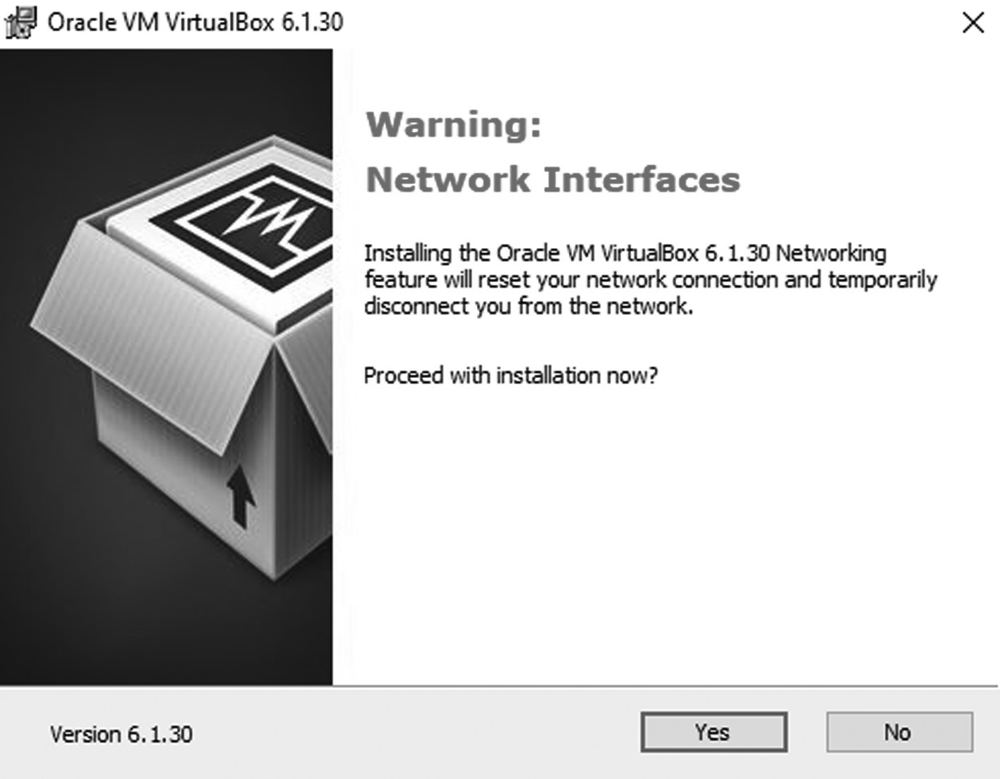 Oracle VM VirtualBox 6.1.30
Warning:
Network Interfaces
Installing the Oracle VM VirtualBox 6.1.30 Networking
feature will reset your network connection and temporarily
disconnect you from the network.
Proceed with installation now?
Version 6.1.30
Yes
No